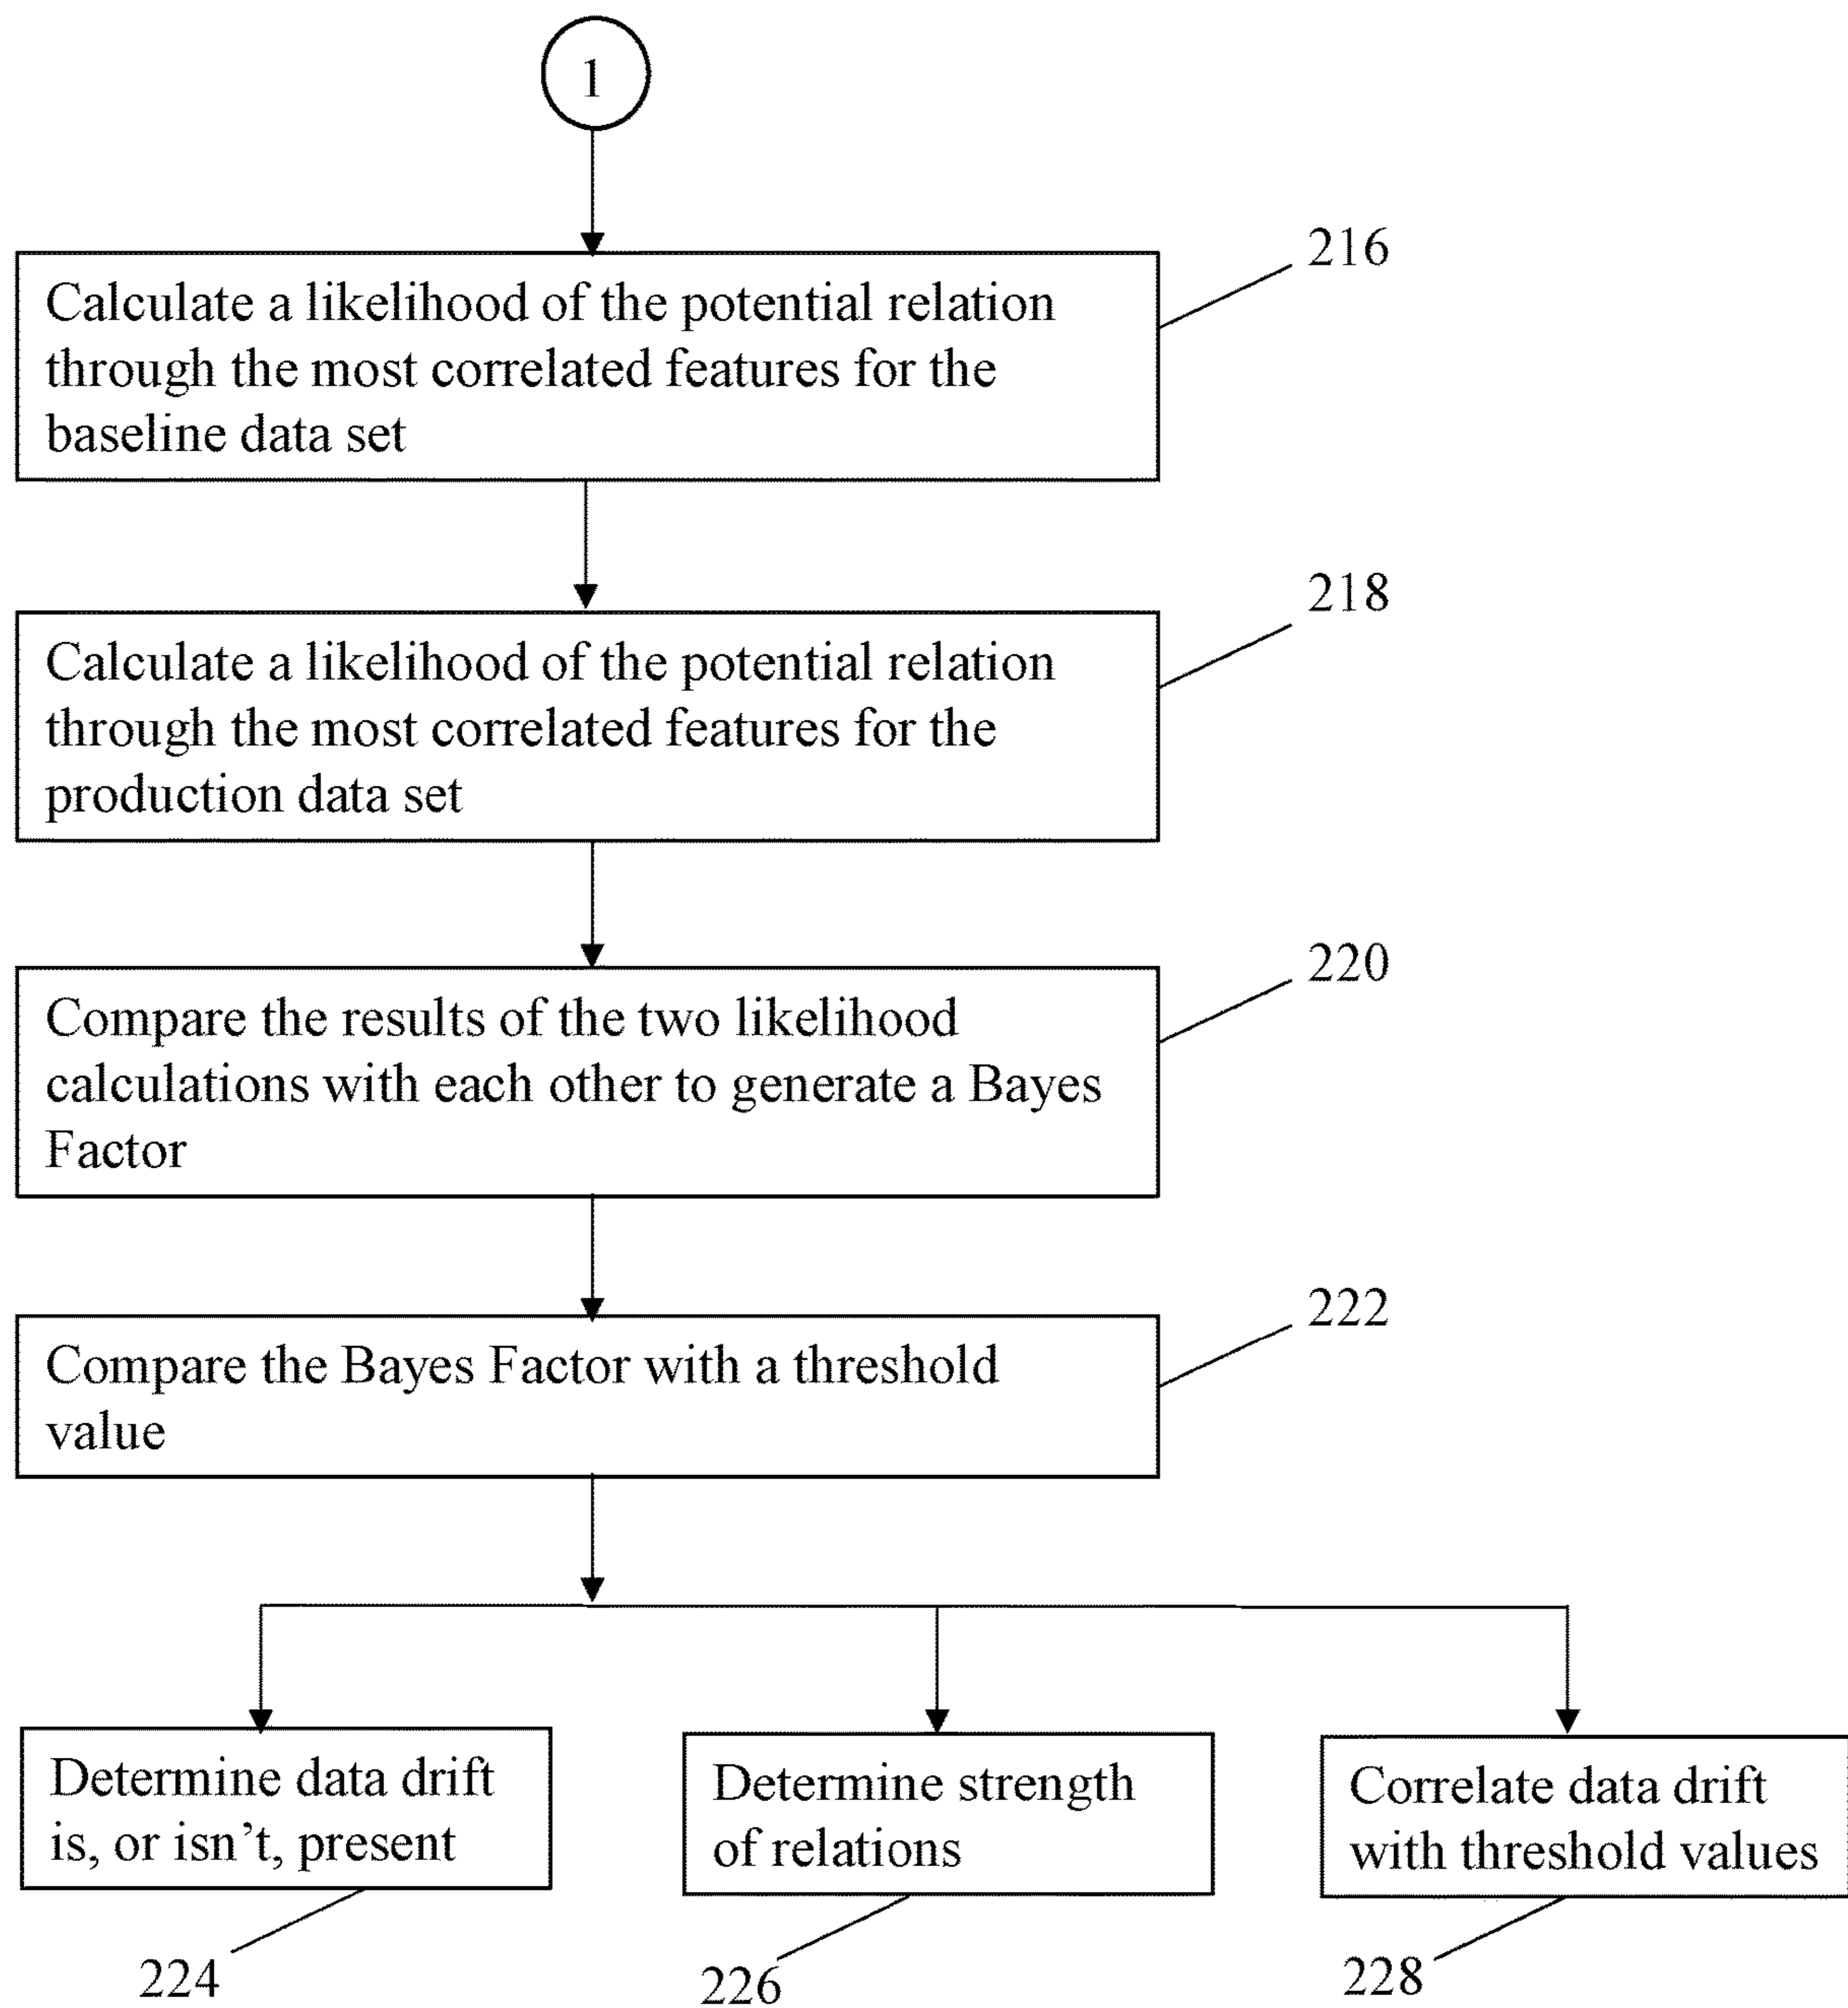 1
216
Calculate a likelihood of the potential relation
through the most correlated features for the
baseline data set
218
Calculate a likelihood of the potential relation
through the most correlated features for the
production data set
220
Compare the results of the two likelihood
calculations with each other to generate a Bayes
Factor
222
Compare the Bayes Factor with a threshold
value
Determine data drift
is, or isn’t, present
224
Determine strength
of relations
226
Correlate data drift
with threshold values
228